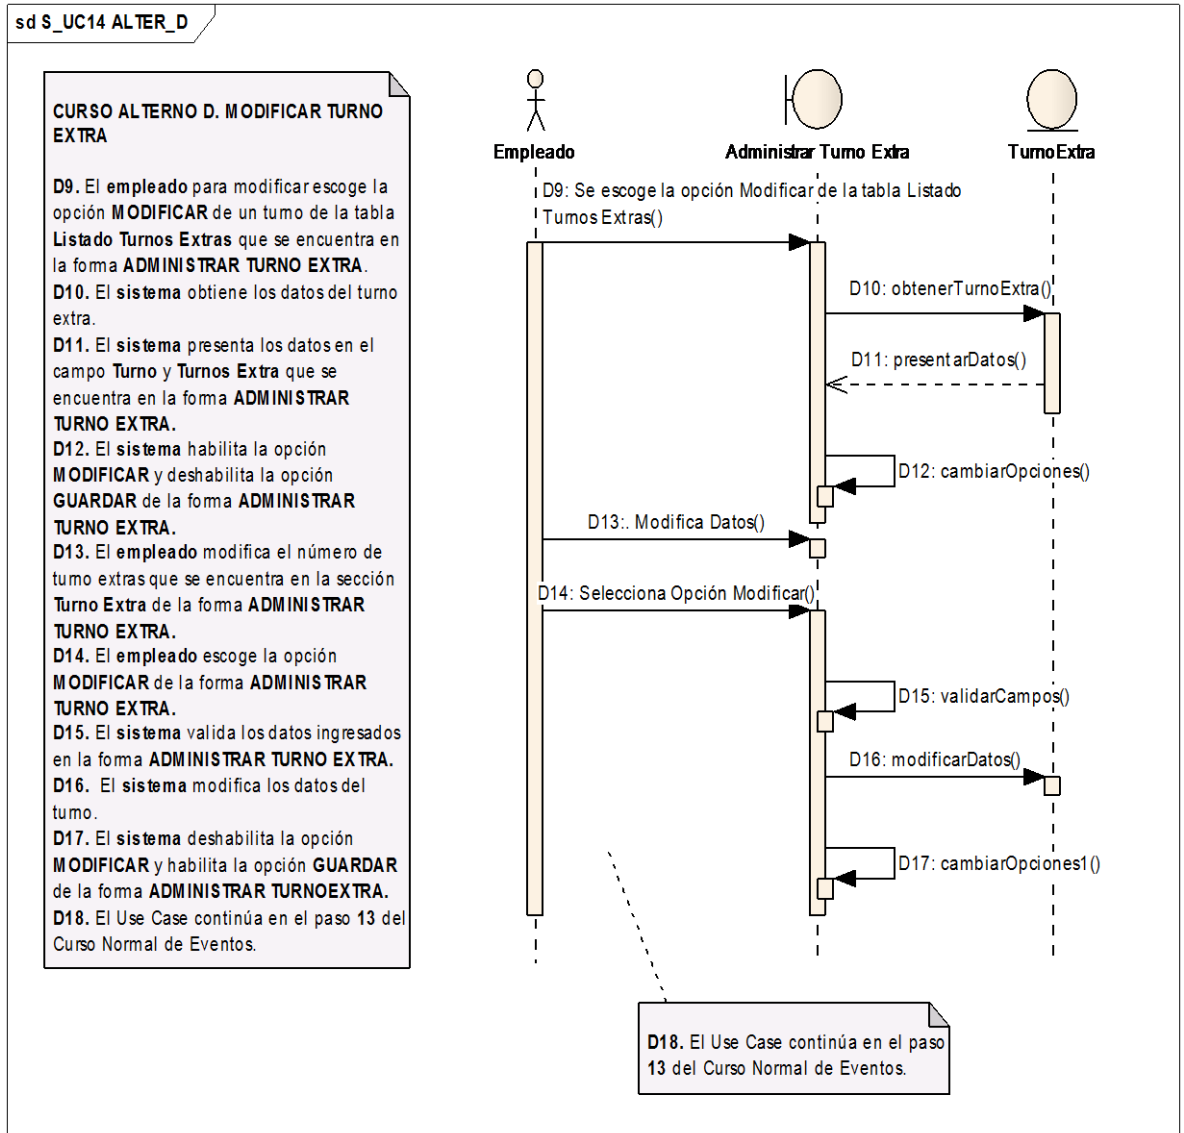 sd S_UC14 ALTER_D
CURSO ALTERNO D. MODIFICAR TURNO
EXTRA
D9. El empleado para modificar escoge la
opción MODIFICAR de un turno de la tabla
Listado Turnos Extras que se encuentra en
la forma ADMINISTRAR TURNO EXTRA.
D10. El sistema obtiene los datos del turno
extra.
D11. El sistema presenta los datos en el
campo Turno y Turnos Extra que se
encuentra en la forma ADMINISTRAR
TURNO EXTRA.
D12. El sistema habilita la opción
MODIFICAR y deshabilita la opción
GUARDAR de la forma ADMINISTRAR
TURNO EXTRA.
D13. El empleado modifica el número de
turno extras que se encuentra en la sección
Turno Extra de la forma ADMINISTRAR
TURNO EXTRA.
D14. El empleado escoge la opción
MODIFICAR de la forma ADMINISTRAR
TURNO EXTRA.
D15. El sistema valida los datos ingresados
en la forma ADMINISTRAR TURNO EXTRA.
D16. El sistema modifica los datos del
turno.
D17. El sistema deshabilita la opción
MODIFICAR y habilita la opción GUARDAR
de la forma ADMINISTRAR TURNOEXTRA.
D18. El Use Case continúa en el paso 13 del
Curso Normal de Eventos.
Empleado
Administrar Turno Extra
TurnoExtra
D9: Se escoge la opción Modificar de la tabla Listado
Turnos Extras()
D10: obtenerTurnoExtra()
D11: presentarDatos()
D12: cambiarOpciones()
D13:. Modifica Datos()
D14: Selecciona Opción Modificar()
D15: validarCampos()
D16: modificarDatos()
D17: cambiarOpciones1()
D18. El Use Case continúa en el paso
13 del Curso Normal de Eventos.